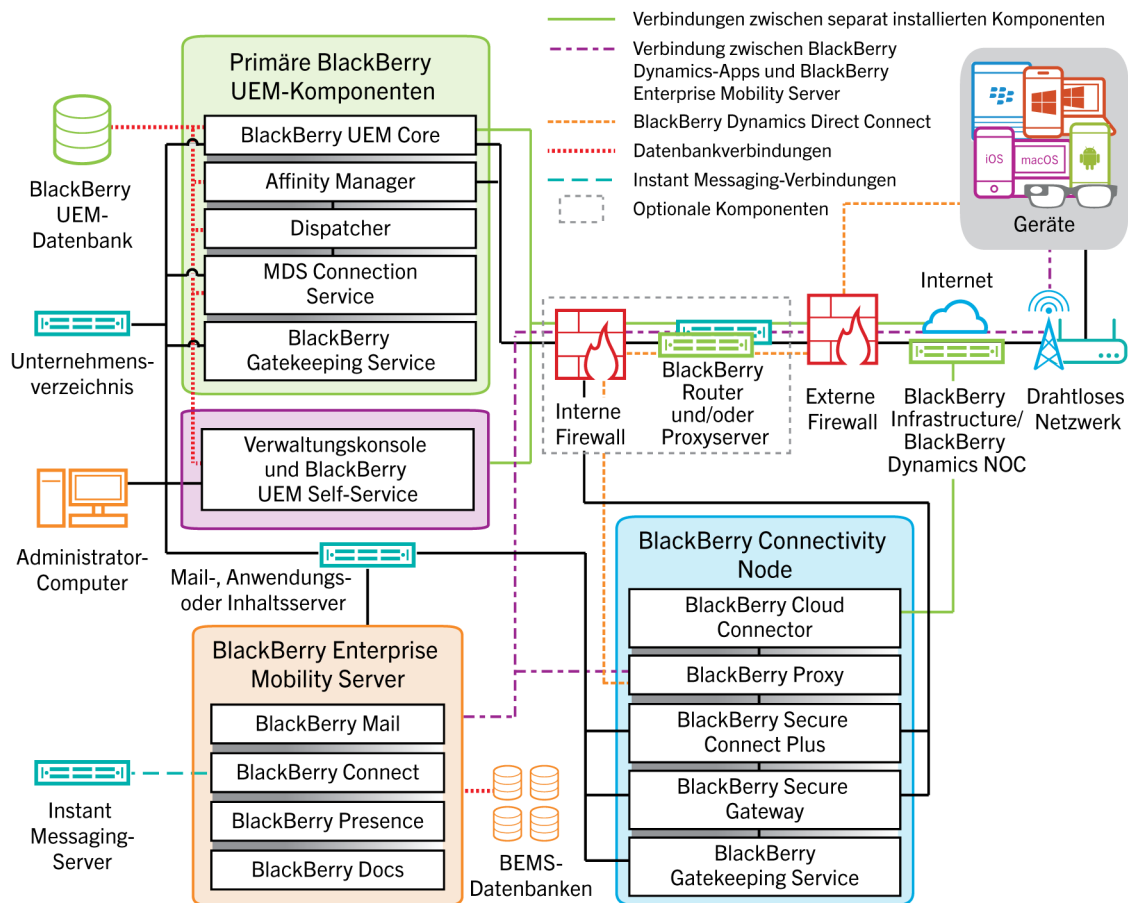 Verbindungen zwischen separat installierten Komponenten
Verbindung zwischen BlackBerry
Dynamics-Apps und BlackBerry
Enterprise Mobility Server
BlackBerry Dynamics Direct Connect
Datenbankverbindungen
Instant Messaging-Verbindungen
Optionale Komponenten
iOS
macOS
Geräte
Primäre BlackBerry
UEM-Komponenten
BlackBerry UEM Core
Affinity Manager
Dispatcher
MDS Connection
Service
BlackBerry
Gatekeeping Service
BlackBerry
UEM-
Datenbank
Unternehmens-
verzeichnis
Verwaltungskonsole
und BlackBerry
UEM Self-Service
Administrator-
Computer
Interne
Firewall
BlackBerry
Router
und/oder
Proxyserver
Externe
Firewall
Internet
BlackBerry
Infrastructure/
BlackBerry
Dynamics NOC
Drahtloses
Netzwerk
Mail-, Anwendungs-
oder Inhaltsserver
BlackBerry Enterprise
Mobility Server
BlackBerry Mail
BlackBerry Connect
BlackBerry Presence
BlackBerry Docs
Instant
Messaging-
Server
BEMS-
Datenbanken
BlackBerry Connectivity
Node
BlackBerry Cloud
Connector
BlackBerry Proxy
BlackBerry Secure
Connect Plus
BlackBerry Secure
Gateway
BlackBerry
Gatekeeping Service